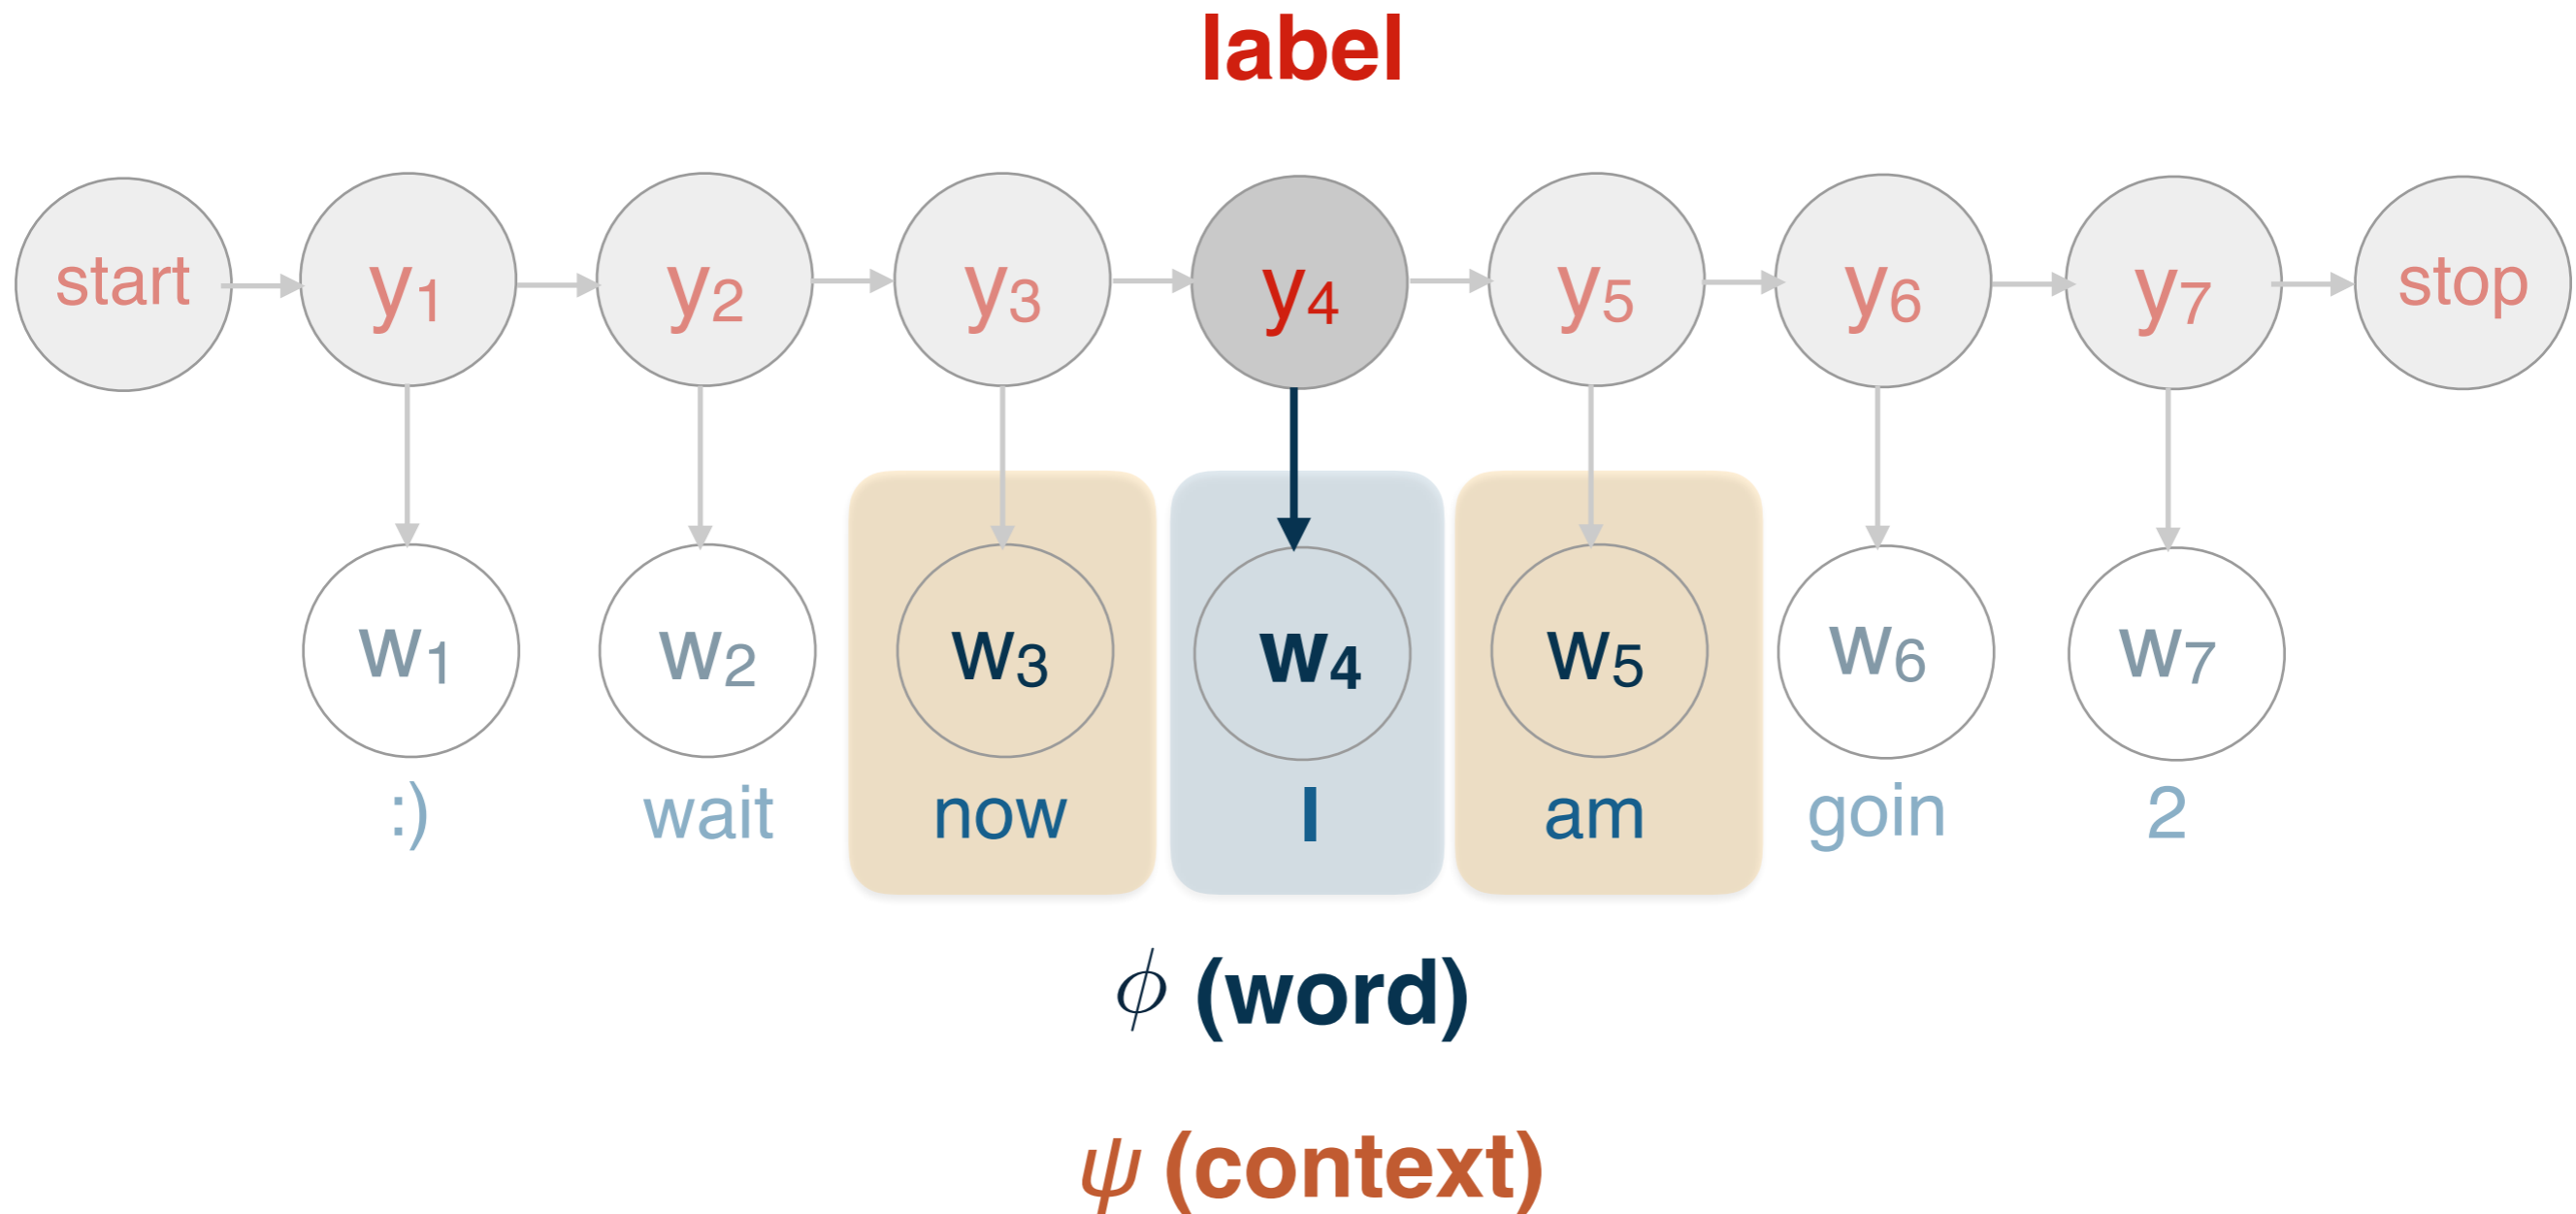 label
start y1 y2 y3 y4 y5 y6 y7 stop
w1 w2 w3 w4 w5 w6 w7
:) wait now I am goin 2
ϕ (word)
ψ (context)